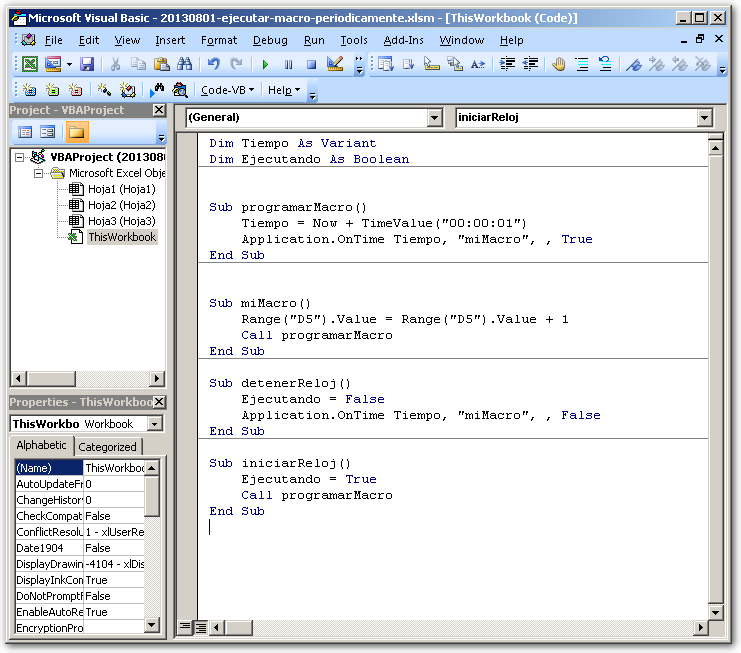 Microsoft Visual Basic - 20130801-ejecutar-macro-periodicamente.xlsm - [ThisWorkbook (Code)]
File Edit View Insert Format Debug Run Tools Add-Ins Window Help
Code-VB Help
Project - VBAProject
VBAProject (201308
Microsoft Excel Obje
Hoja1 (Hoja1)
Hoja2 (Hoja2)
Hoja3 (Hoja3)
ThisWorkbook
Properties - ThisWorkboo
ThisWorkbo Workbook
Alphabetic Categorized
(Name) ThisWorkboo
AutoUpdateFr 0
ChangeHistor 0
CheckCompat False
ConflictResolu 1 - xlUserRe
Date1904 False
DisplayDrawin -4104 - xlDis
DisplayInkCom True
DoNotPromptF False
EnableAutoRe True
EncryptionPro
(General) iniciarReloj
Dim Tiempo As Variant
Dim Ejecutando As Boolean
Sub programarMacro()
Tiempo = Now + TimeValue("00:00:01")
Application.OnTime Tiempo, "miMacro", , True
End Sub
Sub miMacro()
Range("D5").Value = Range("D5").Value + 1
Call programarMacro
End Sub
Sub detenerReloj()
Ejecutando = False
Application.OnTime Tiempo, "miMacro", , False
End Sub
Sub iniciarReloj()
Ejecutando = True
Call programarMacro
End Sub